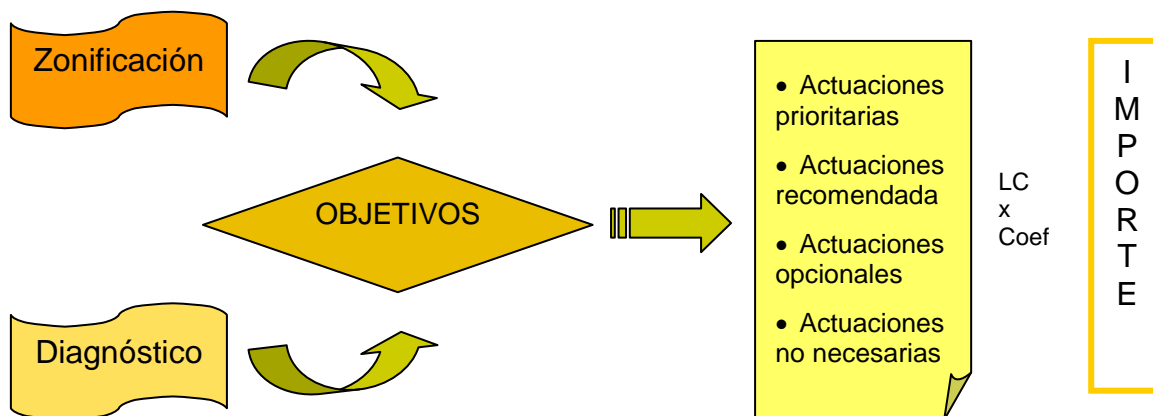 Zonificación
Diagnóstico
OBJETIVOS
• Actuaciones
prioritarias
• Actuaciones
recomendada
• Actuaciones
opcionales
• Actuaciones
no necesarias
LC
x
Coef
I
M
P
O
R
T
E